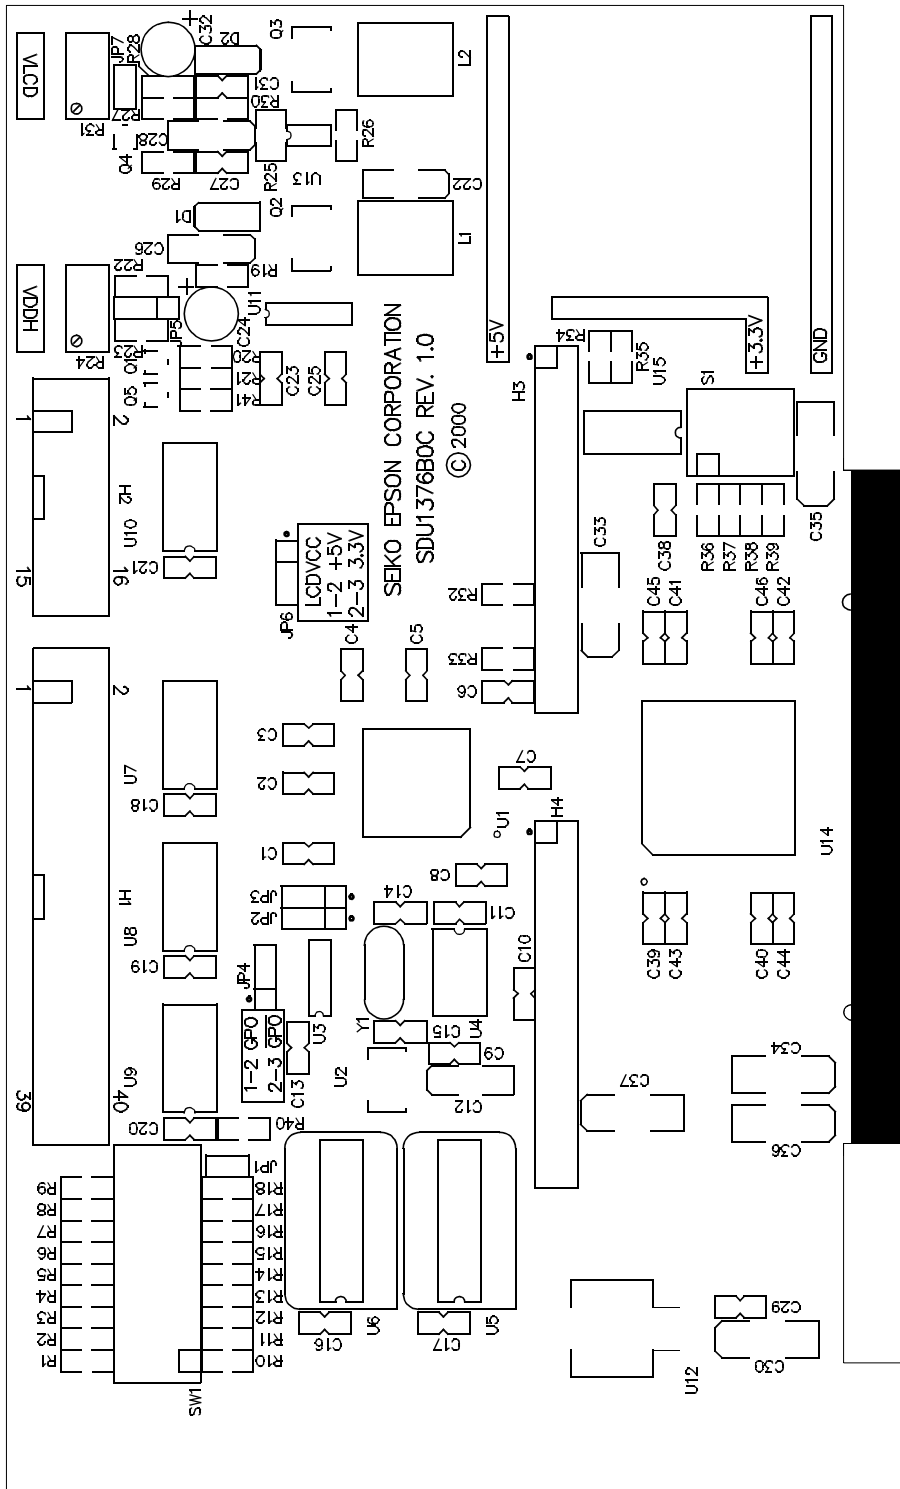 VLCD
R31
JP7
R28
C32
D2
Q3
L2
C31
R30
R27
C28
Q4
R29
C27
R25
U13
R26
C22
D1
Q2
C26
L1
R19
VDDH
R22
R24
R23
JP5
C24
U11
+5V
+3.3V
GND
Q1
Q5
R20
R21
R41
C23
C25
SEIKO EPSON CORPORATION
SDU1376B0C REV. 1.0
© 2000
H3
R34
R35
U15
S1
1
2
15
16
H2
U10
C21
LCDVCC
1-2 +5V
2-3 3.3V
JP6
C4
C5
R32
R33
C6
C33
C38
R36
R37
R38
R39
C35
C45
C41
C46
C42
1
2
39
40
H1
U7
C18
U8
C19
U9
C20
C3
C2
C1
C7
U1
H4
C8
U14
JP3
JP2
JP4
1-2 GPO
2-3 GPO
C14
C11
C10
U3
C13
Y1
C15
U4
U2
C9
C12
C39
C43
C40
C44
C34
C37
C36
R40
JP1
R9
R8
R7
R6
R5
R4
R3
R2
R1
R18
R17
R16
R15
R14
R13
R12
R11
R10
SW1
C16
U6
C17
U5
U12
C29
C30